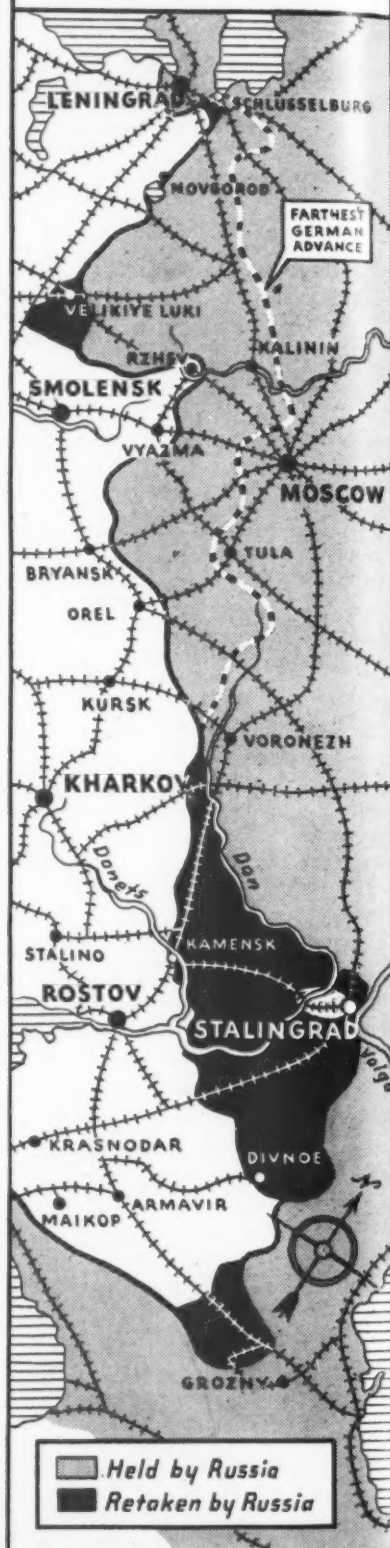 LENINGRAD
SCHLÜSSELBURG
NOVGOROD
FARTHEST
GERMAN
ADVANCE
VELIKIYE LUKI
RZHEV
KALININ
SMOLENSK
VYAZMA
MOSCOW
TULA
BRYANSK
OREL
KURSK
VORONEZH
KHARKOV
Donets
Don
STALINO
KAMENSK
ROSTOV
STALINGRAD
Volga
KRASNODAR
DIVNOE
MAIKOP
ARMAVIR
N
GROZNY
Held by Russia
Retaken by Russia